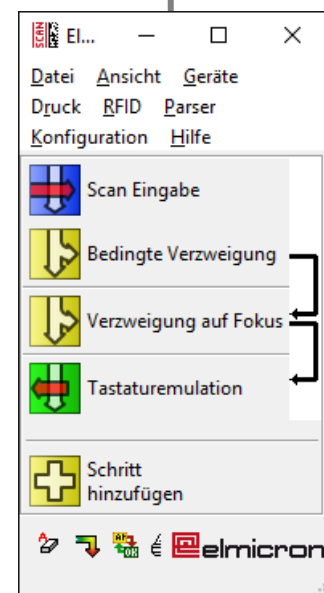 SCAN
El...
Datei Ansicht Geräte
Druck RFID Parser
Konfiguration Hilfe
Scan Eingabe
Bedingte Verzweigung
Verzweigung auf Fokus
Tastaturemulation
Schritt
hinzufügen
elmicron